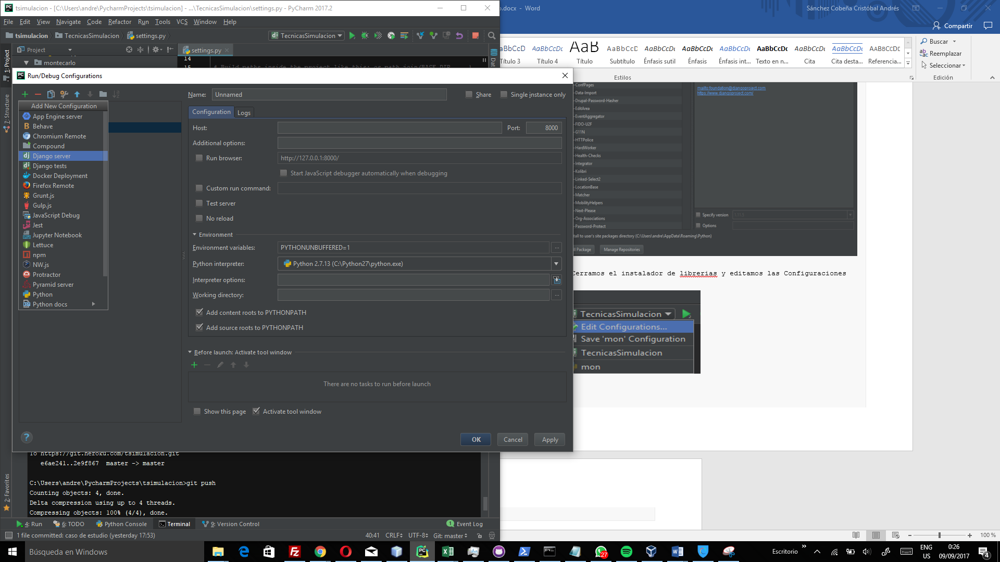 tsimulacion - [C:\Users\andre\PycharmProjects\tsimulacion] - ...\TecnicasSimulacion\settings.py - PyCharm 2017.2
File Edit View Navigate Code Refactor Run Tools VCS Window Help
tsimulacion TecnicasSimulacion settings.py TecnicasSimulacion
Project settings.py
montecarlo 14
1: Project
7: Structure
2: Favorites
Run/Debug Configurations
Add New Configuration
App Engine server
Behave
Chromium Remote
Compound
Django server
Django tests
Docker Deployment
Firefox Remote
Grunt.js
Gulp.js
JavaScript Debug
Jest
Jupyter Notebook
Lettuce
npm
NW.js
Protractor
Pyramid server
Python
Python docs
Name: Unnamed Share Single instance only
Configuration Logs
Host: Port: 8000
Additional options:
Run browser: http://127.0.0.1:8000/
Start JavaScript debugger automatically when debugging
Custom run command:
Test server
No reload
Environment
Environment variables: PYTHONUNBUFFERED=1 ...
Python interpreter: Python 2.7.13 (C:\Python27\python.exe)
Interpreter options:
Working directory: ...
Add content roots to PYTHONPATH
Add source roots to PYTHONPATH
Before launch: Activate tool window
There are no tasks to run before launch
Show this page Activate tool window
? OK Cancel Apply
To https://git.heroku.com/tsimulacion.git
e6ae241..2e9f867 master -> master
C:\Users\andre\PycharmProjects\tsimulacion>git push
Counting objects: 4, done.
Delta compression using up to 4 threads.
Compressing objects: 100% (4/4), done.
4: Run 6: TODO Python Console Terminal 9: Version Control 1 Event Log
1 file committed: caso de estudio (yesterday 17:53) 40:41 CRLF UTF-8 Git: master
.docx - Word Sánchez Cobeña Cristóbal Andrés
Compartir
AaBbCcD AaBbCcDc AaB AaBbCcD AaBbCcDc AaBbCcDc AaBbCcDc AaBbCcDc AaBbCcDc AaBbCcDc AABBCCDD
Título 3 Título 4 Título Subtítulo Énfasis sutil Énfasis Énfasis int... Texto en n... Cita Cita desta... Referencia...
Estilos
Buscar
Reemplazar
Seleccionar
Edición
-ConfPages
-Data-Import
-Drupal-Password-Hasher
-EditArea
-EventAggregator
-FIDO-U2F
-G11N
-HTTPolice
-HardWorker
-Health-Checks
-Integrator
-Kolibri
-Linked-Select2
-LocationBase
-Matcher
-MobilityHelpers
-Next-Please
-Org-Associations
-Password-Protect
mailto:foundation@djangoproject.com
https://www.djangoproject.com/
Specify version 1.11.5
Options
tall to user's site packages directory (C:\Users\andre\AppData\Roaming\Python)
ll Package Manage Repositories
Cerramos el instalador de librerias y editamos las Configuraciones
TecnicasSimulacion
Edit Configurations...
Save 'mon' Configuration
TecnicasSimulacion
mon
100 %
Búsqueda en Windows 27 Escritorio ENG US 0:26 09/09/2017 4